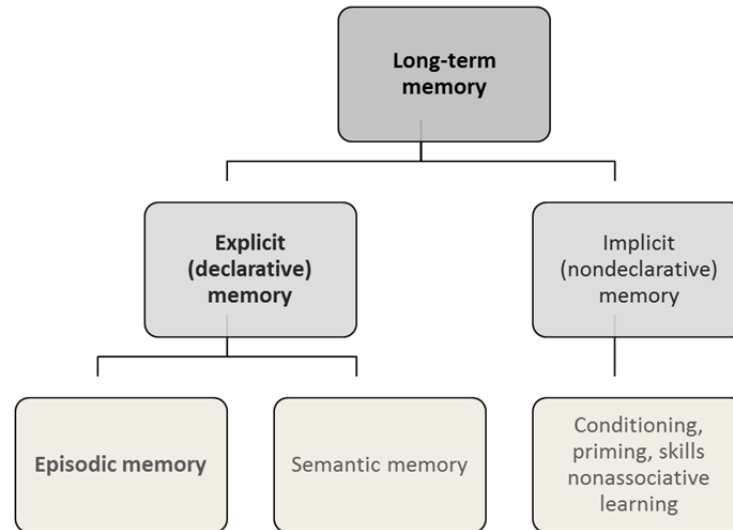 Long-term
memory
Explicit
(declarative)
memory
Implicit
(nondeclarative)
memory
Episodic memory
Semantic memory
Conditioning,
priming, skills
nonassociative
learning